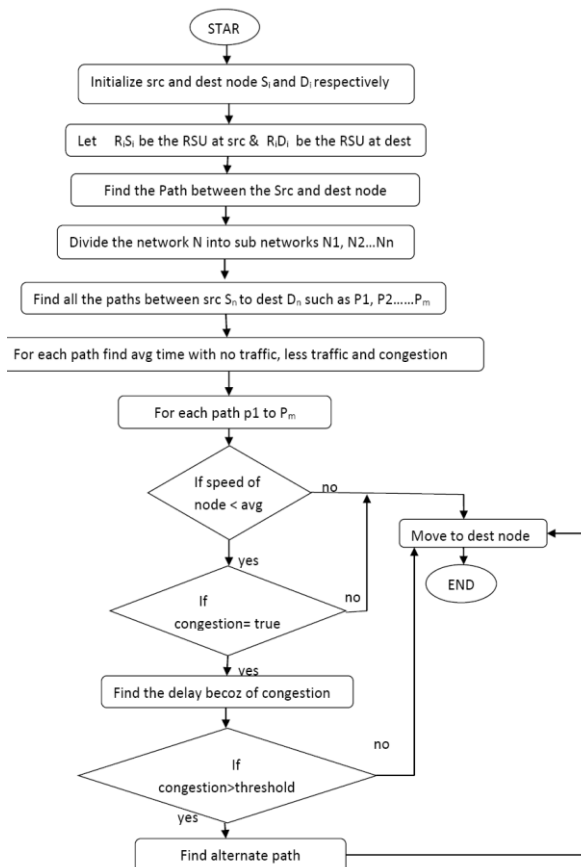 STAR
Initialize src and dest node Sᵢ and Dᵢ respectively
Let RᵢSᵢ be the RSU at src & RᵢDᵢ be the RSU at dest
Find the Path between the Src and dest node
Divide the network N into sub networks N1, N2...Nn
Find all the paths between src Sₙ to dest Dₙ such as P1, P2......Pₘ
For each path find avg time with no traffic, less traffic and congestion
For each path p1 to Pₘ
If speed of
node < avg
no
yes
Move to dest node
END
If
congestion= true
no
yes
Find the delay becoz of congestion
If
congestion>threshold
no
yes
Find alternate path